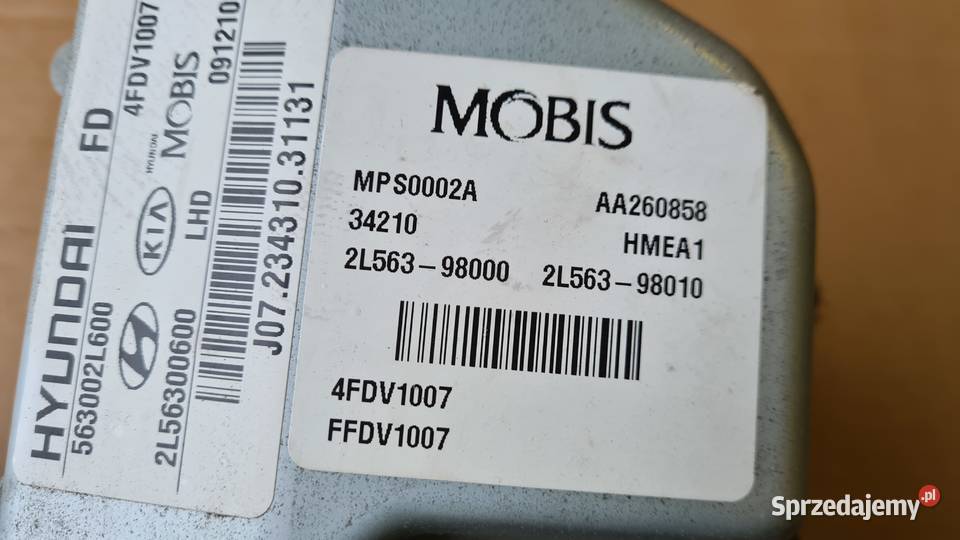 HYUNDAI FD 4FDV1007
563002L600 KIA HYUNDAI MOBIS
2L56300600 LHD 091210
J07.234310.31131
MOBIS
MPS0002A AA260858
34210 HMEA1
2L563-98000 2L563-98010
4FDV1007
FFDV1007
Sprzedajemy.pl